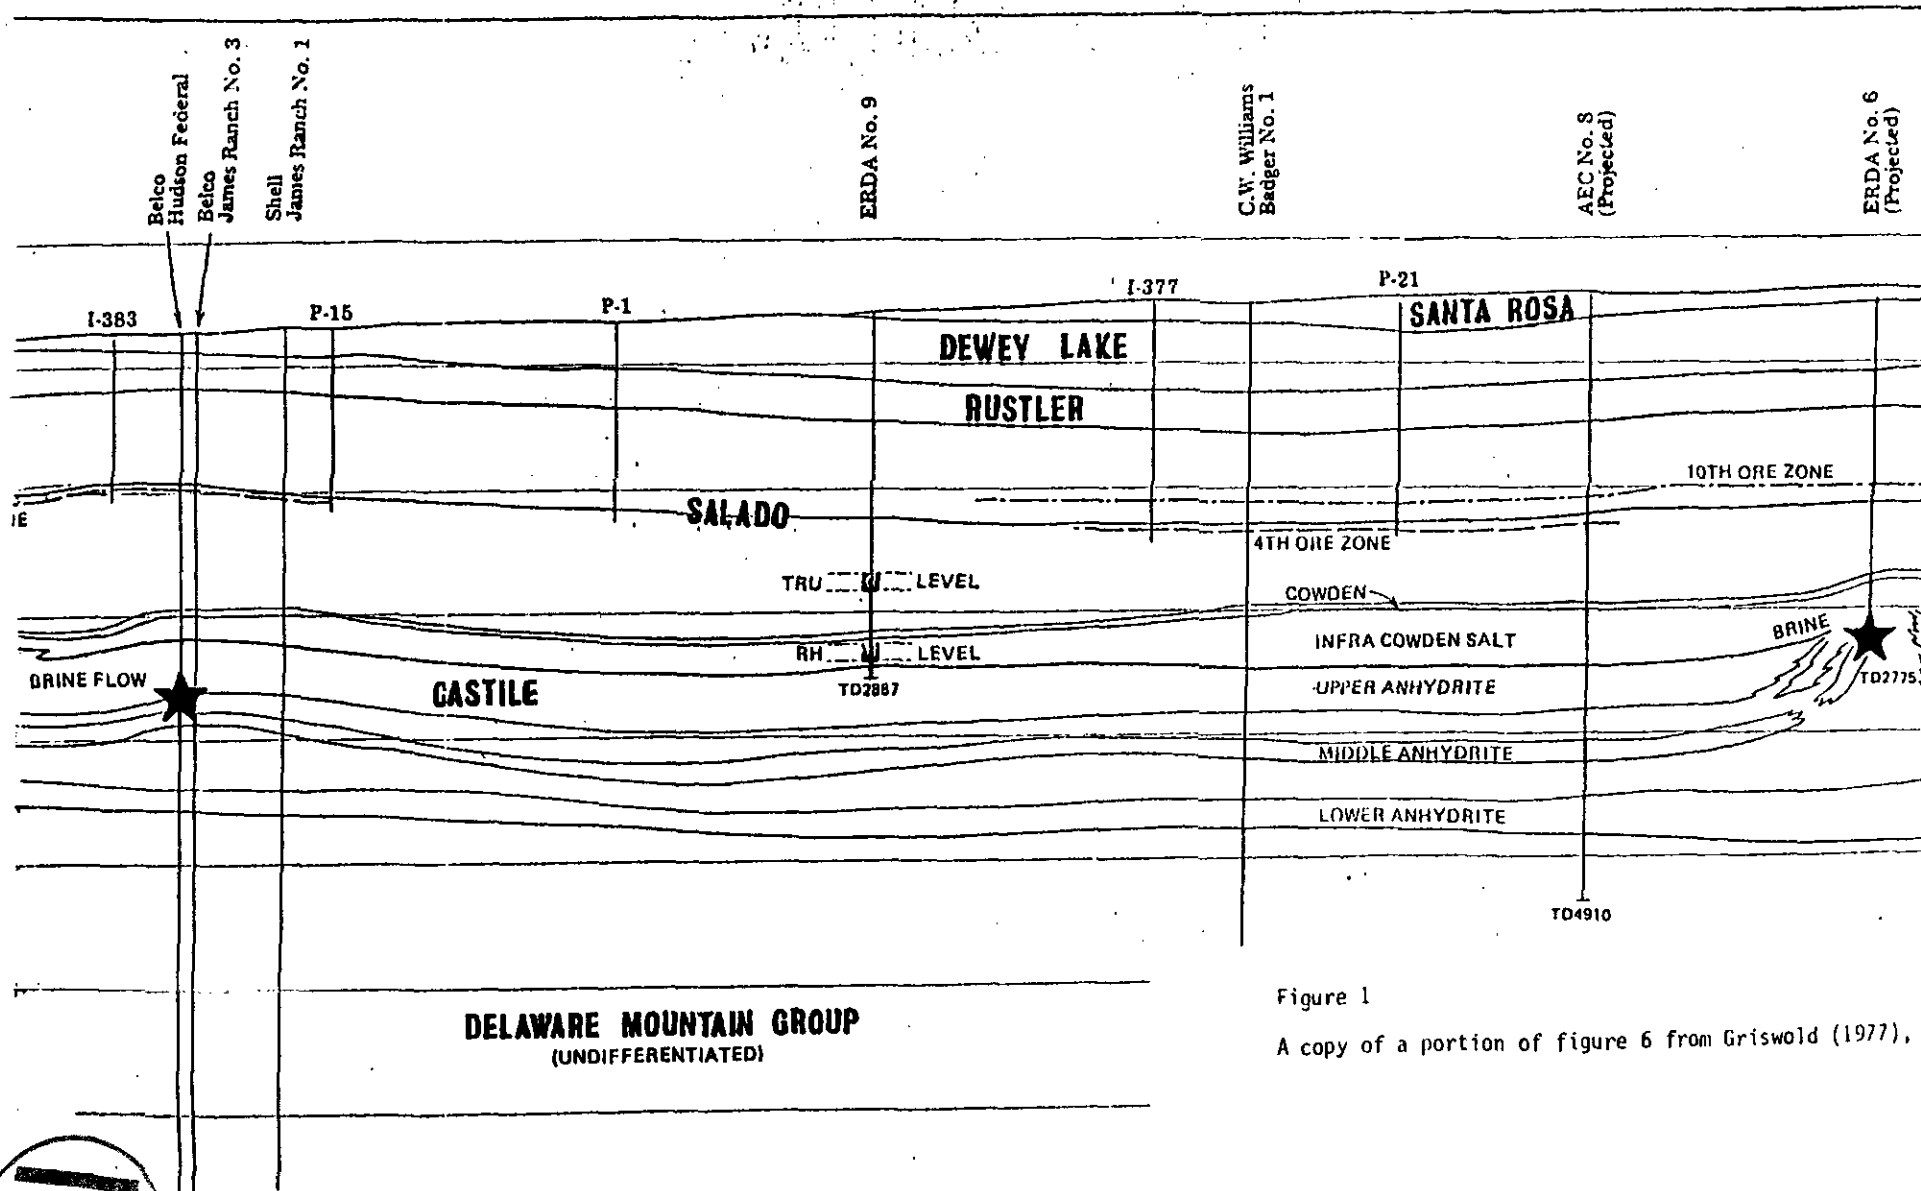 Belco
Hudson Federal
Belco
James Ranch No. 3
Shell
James Ranch No. 1
ERDA No. 9
C.W. Williams
Badger No. 1
AEC No. 8
(Projected)
ERDA No. 6
(Projected)
I-383
P-15
P-1
I-377
P-21
SANTA ROSA
DEWEY LAKE
RUSTLER
10TH ORE ZONE
SALADO
4TH ORE ZONE
TRU LEVEL
COWDEN
BRINE
INFRA COWDEN SALT
RH LEVEL
BRINE FLOW
CASTILE
TD2887
UPPER ANHYDRITE
TD2775
MIDDLE ANHYDRITE
LOWER ANHYDRITE
TD4910
Figure 1
A copy of a portion of figure 6 from Griswold (1977),
DELAWARE MOUNTAIN GROUP
(UNDIFFERENTIATED)